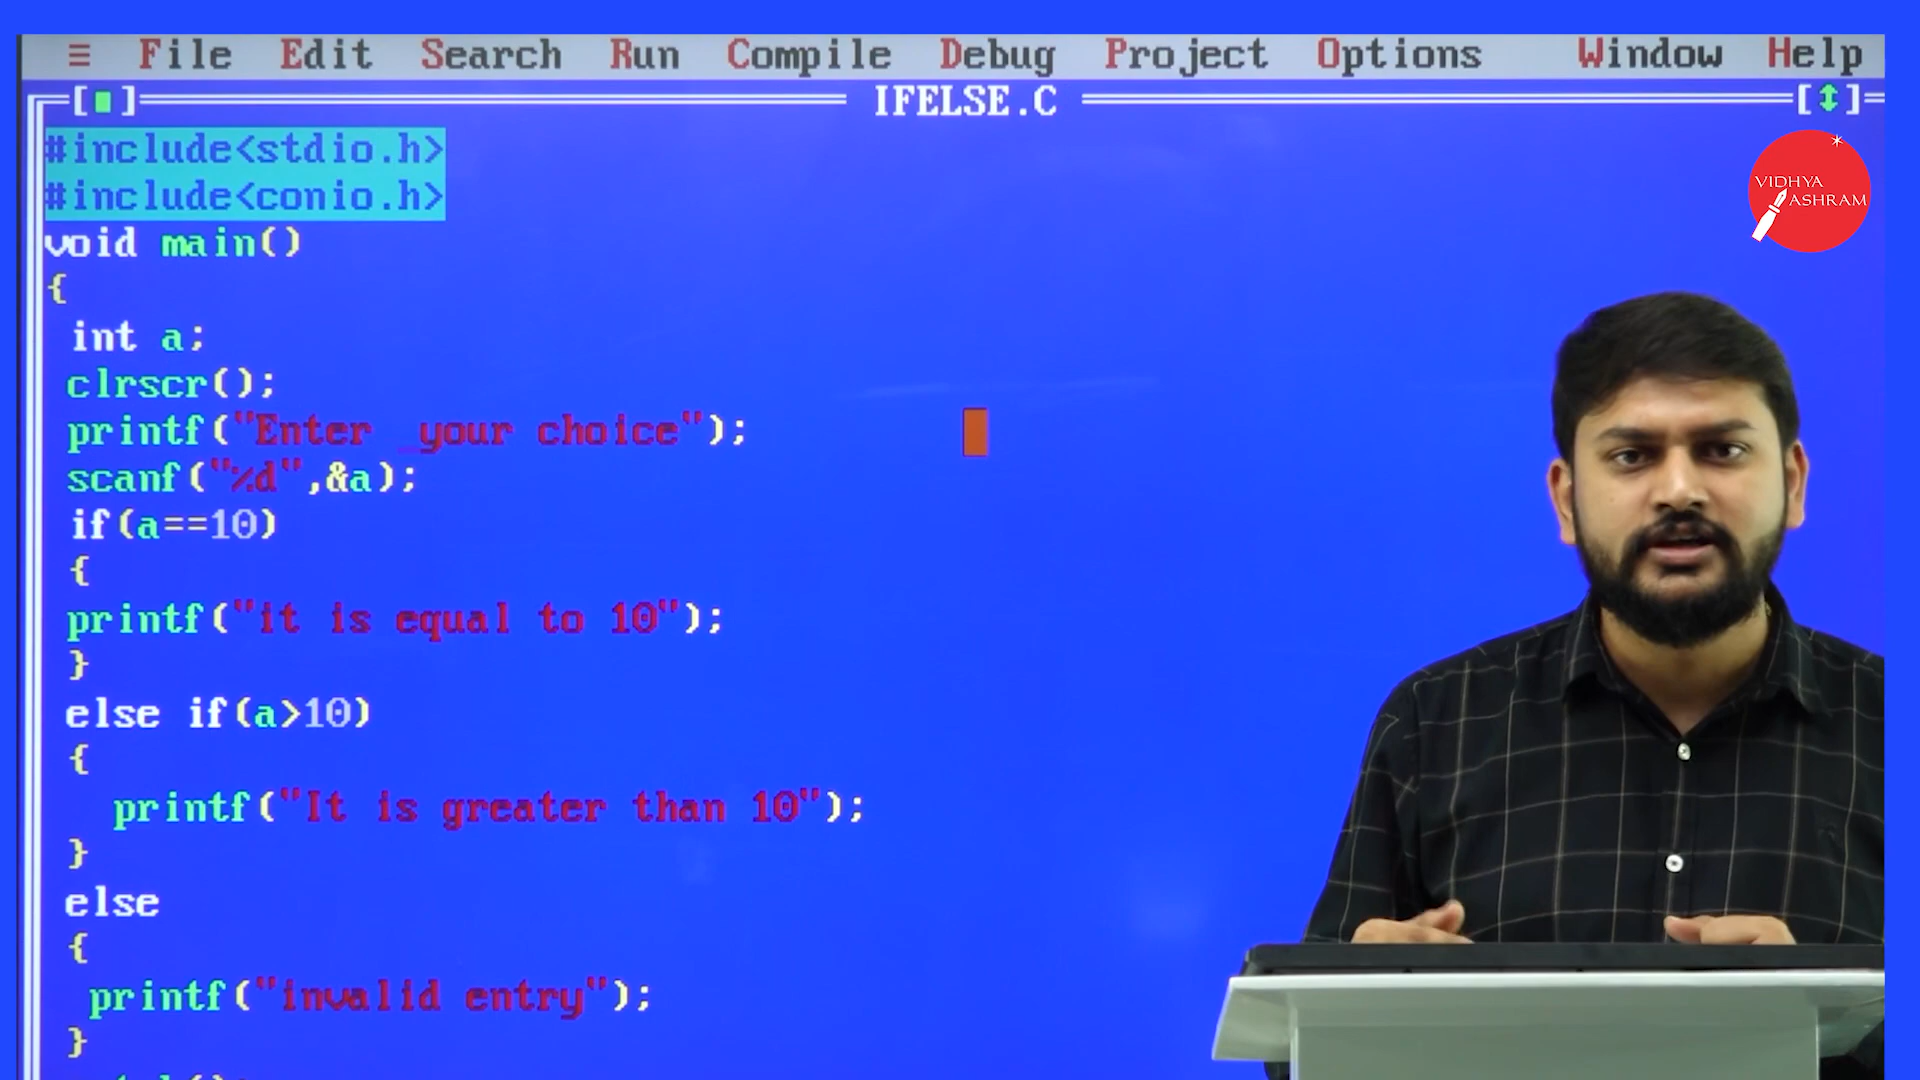 ≡ File Edit Search Run Compile Debug Project Options Window Help
[■] IFELSE.C [↕]
#include<stdio.h>
#include<conio.h>
void main()
{
int a;
clrscr();
printf("Enter _your choice");
scanf("%d",&a);
if(a==10)
{
printf("it is equal to 10");
}
else if(a>10)
{
printf("It is greater than 10");
}
else
{
printf("invalid entry");
}
VIDHYA
ASHRAM